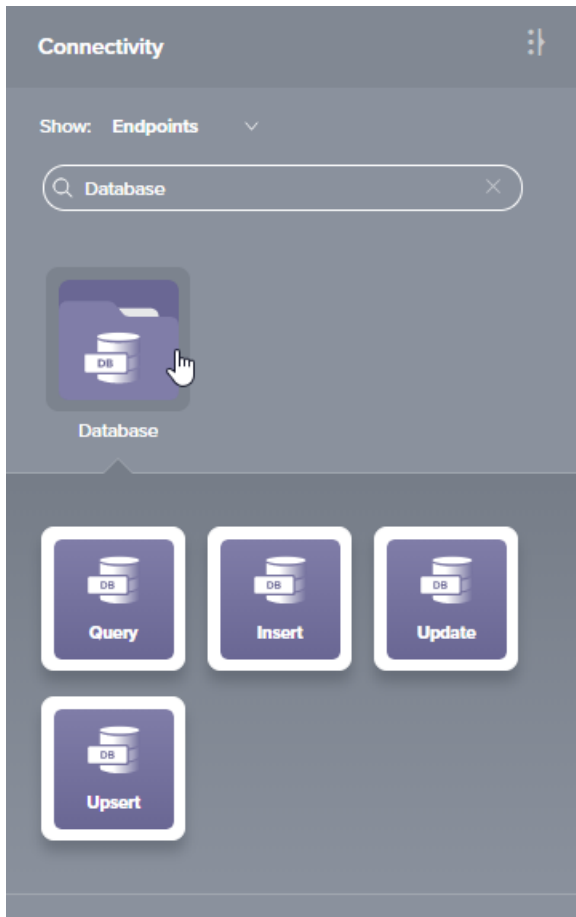 Connectivity
Show: Endpoints
Database
DB
Database
DB
Query
DB
Insert
DB
Update
DB
Upsert